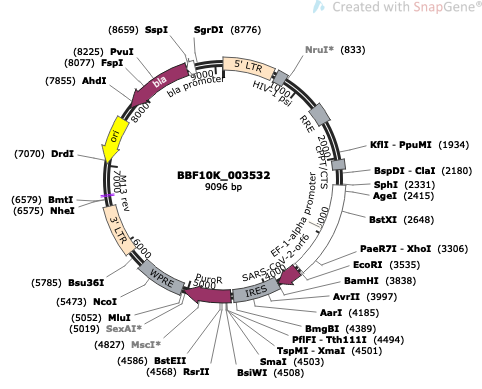 Created with SnapGene®
(8659) SspI
SgrDI (8776)
(8225) PvuI
(8077) FspI
(7855) AhdI
NruI* (833)
bla
bla promoter
9000
5' LTR
1000
HIV-1 psi
RRE
2000
cPPT/CTS
8000
ori
KflI - PpuMI (1934)
(7070) DrdI
BspDI - ClaI (2180)
SphI (2331)
AgeI (2415)
BBF10K_003532
9096 bp
7000
M13 rev
(6579) BmtI
(6575) NheI
EF-1-alpha promoter
BstXI (2648)
3' LTR
6000
SARS-CoV-2-orf6
4000
PaeR7I - XhoI (3306)
EcoRI (3535)
(5785) Bsu36I
WPRE
PuroR
5000
IRES
BamHI (3838)
(5473) NcoI
AvrII (3997)
(5052) MluI
AarI (4185)
(5019) SexAI*
BmgBI (4389)
(4827) MscI*
PflFI - Tth111I (4494)
(4586) BstEII
TspMI - XmaI (4501)
(4568) RsrII
SmaI (4503)
BsiWI (4508)